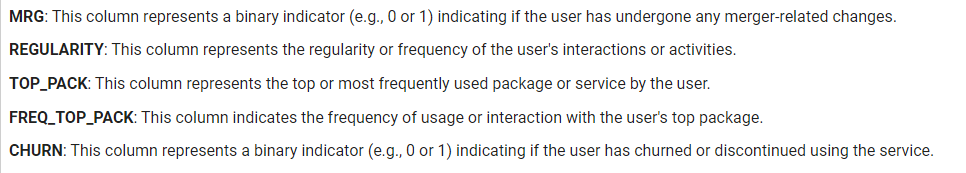 MRG: This column represents a binary indicator (e.g., 0 or 1) indicating if the user has undergone any merger-related changes.
REGULARITY: This column represents the regularity or frequency of the user's interactions or activities.
TOP_PACK: This column represents the top or most frequently used package or service by the user.
FREQ_TOP_PACK: This column indicates the frequency of usage or interaction with the user's top package.
CHURN: This column represents a binary indicator (e.g., 0 or 1) indicating if the user has churned or discontinued using the service.